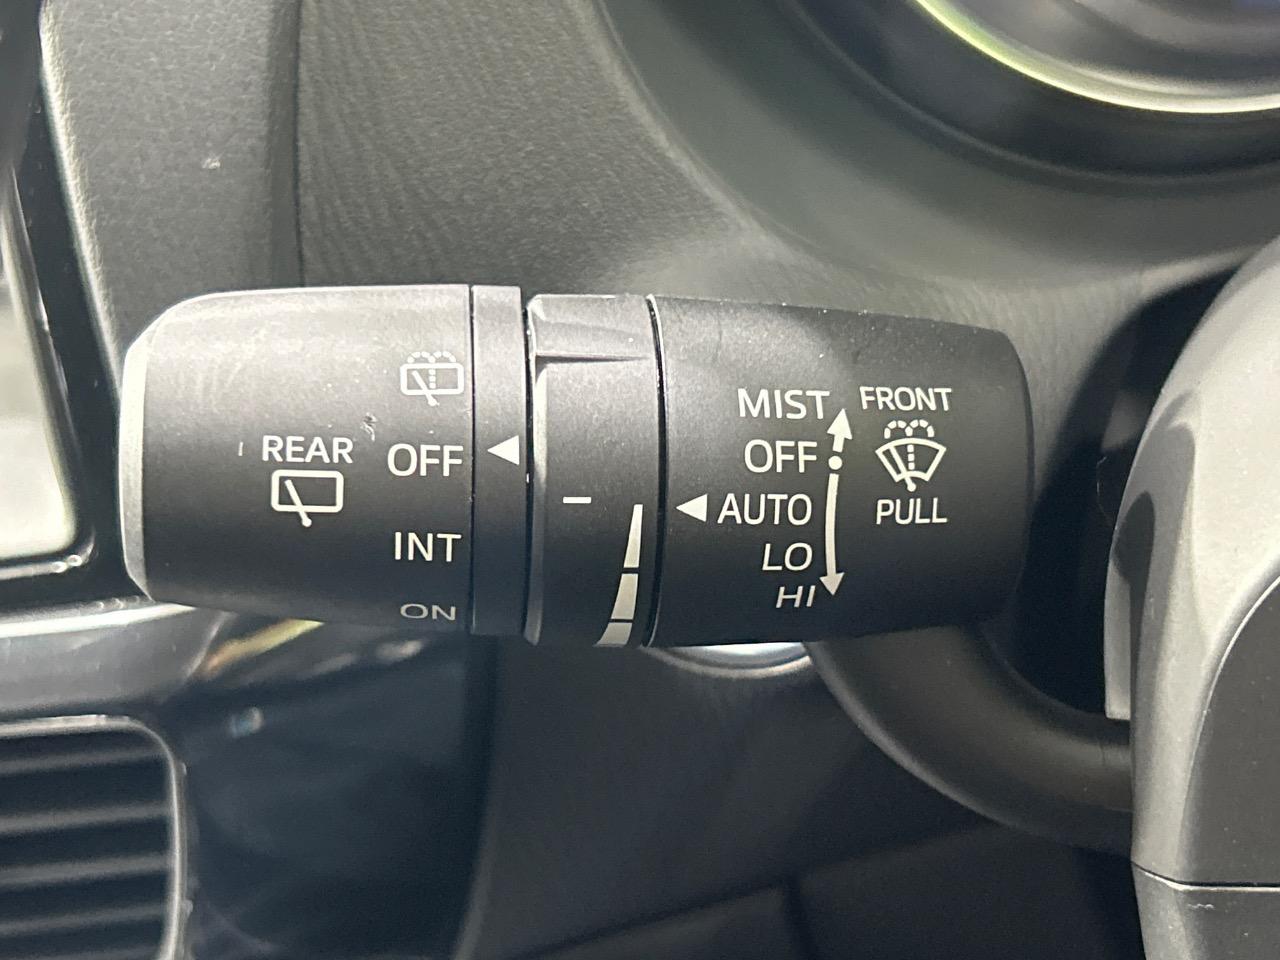 REAR
OFF
INT
ON
MIST
OFF
AUTO
LO
HI
FRONT
PULL